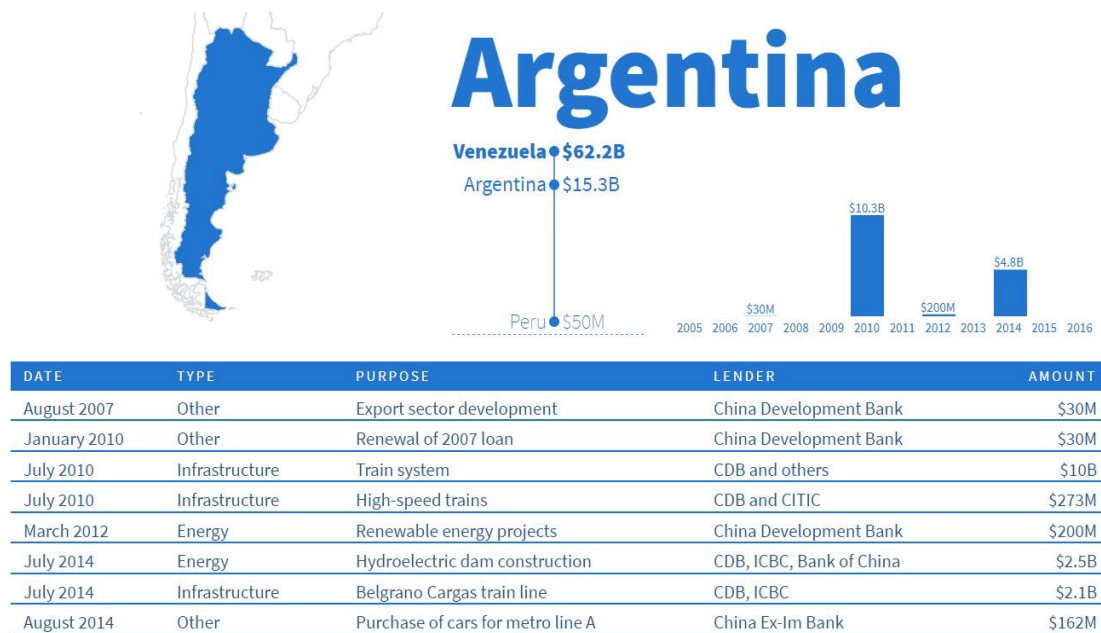 Argentina
Venezuela $62.2B
Argentina $15.3B
Peru $50M
$30M
$10.3B
$200M
$4.8B
2005 2006 2007 2008 2009 2010 2011 2012 2013 2014 2015 2016
DATE TYPE PURPOSE LENDER AMOUNT
August 2007 Other Export sector development China Development Bank $30M
January 2010 Other Renewal of 2007 loan China Development Bank $30M
July 2010 Infrastructure Train system CDB and others $10B
July 2010 Infrastructure High-speed trains CDB and CITIC $273M
March 2012 Energy Renewable energy projects China Development Bank $200M
July 2014 Energy Hydroelectric dam construction CDB, ICBC, Bank of China $2.5B
July 2014 Infrastructure Belgrano Cargas train line CDB, ICBC $2.1B
August 2014 Other Purchase of cars for metro line A China Ex-Im Bank $162M